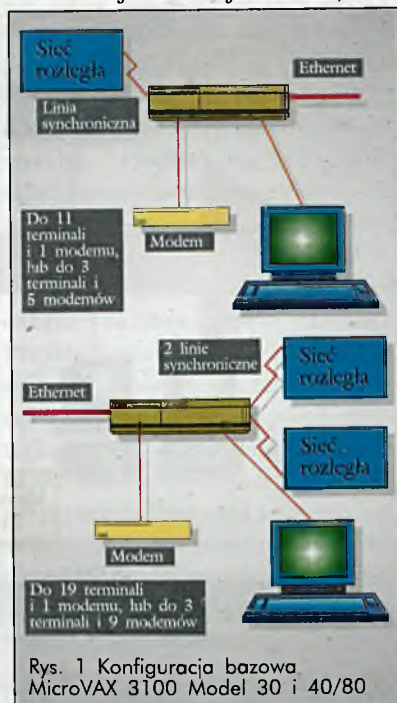 Sieć
rozległa
Ethernet
Linia
synchroniczna
Do 11
terminali
i 1 modemu,
lub do 3
terminali i
5 modemów
Modem
2 linie
synchroniczne
Sieć
rozległa
Ethernet
Sieć
rozległa
Modem
Do 19 terminali
i 1 modemu, lub do 3
terminali i 9 modemów
Rys. 1 Konfiguracja bazowa
MicroVAX 3100 Model 30 i 40/80